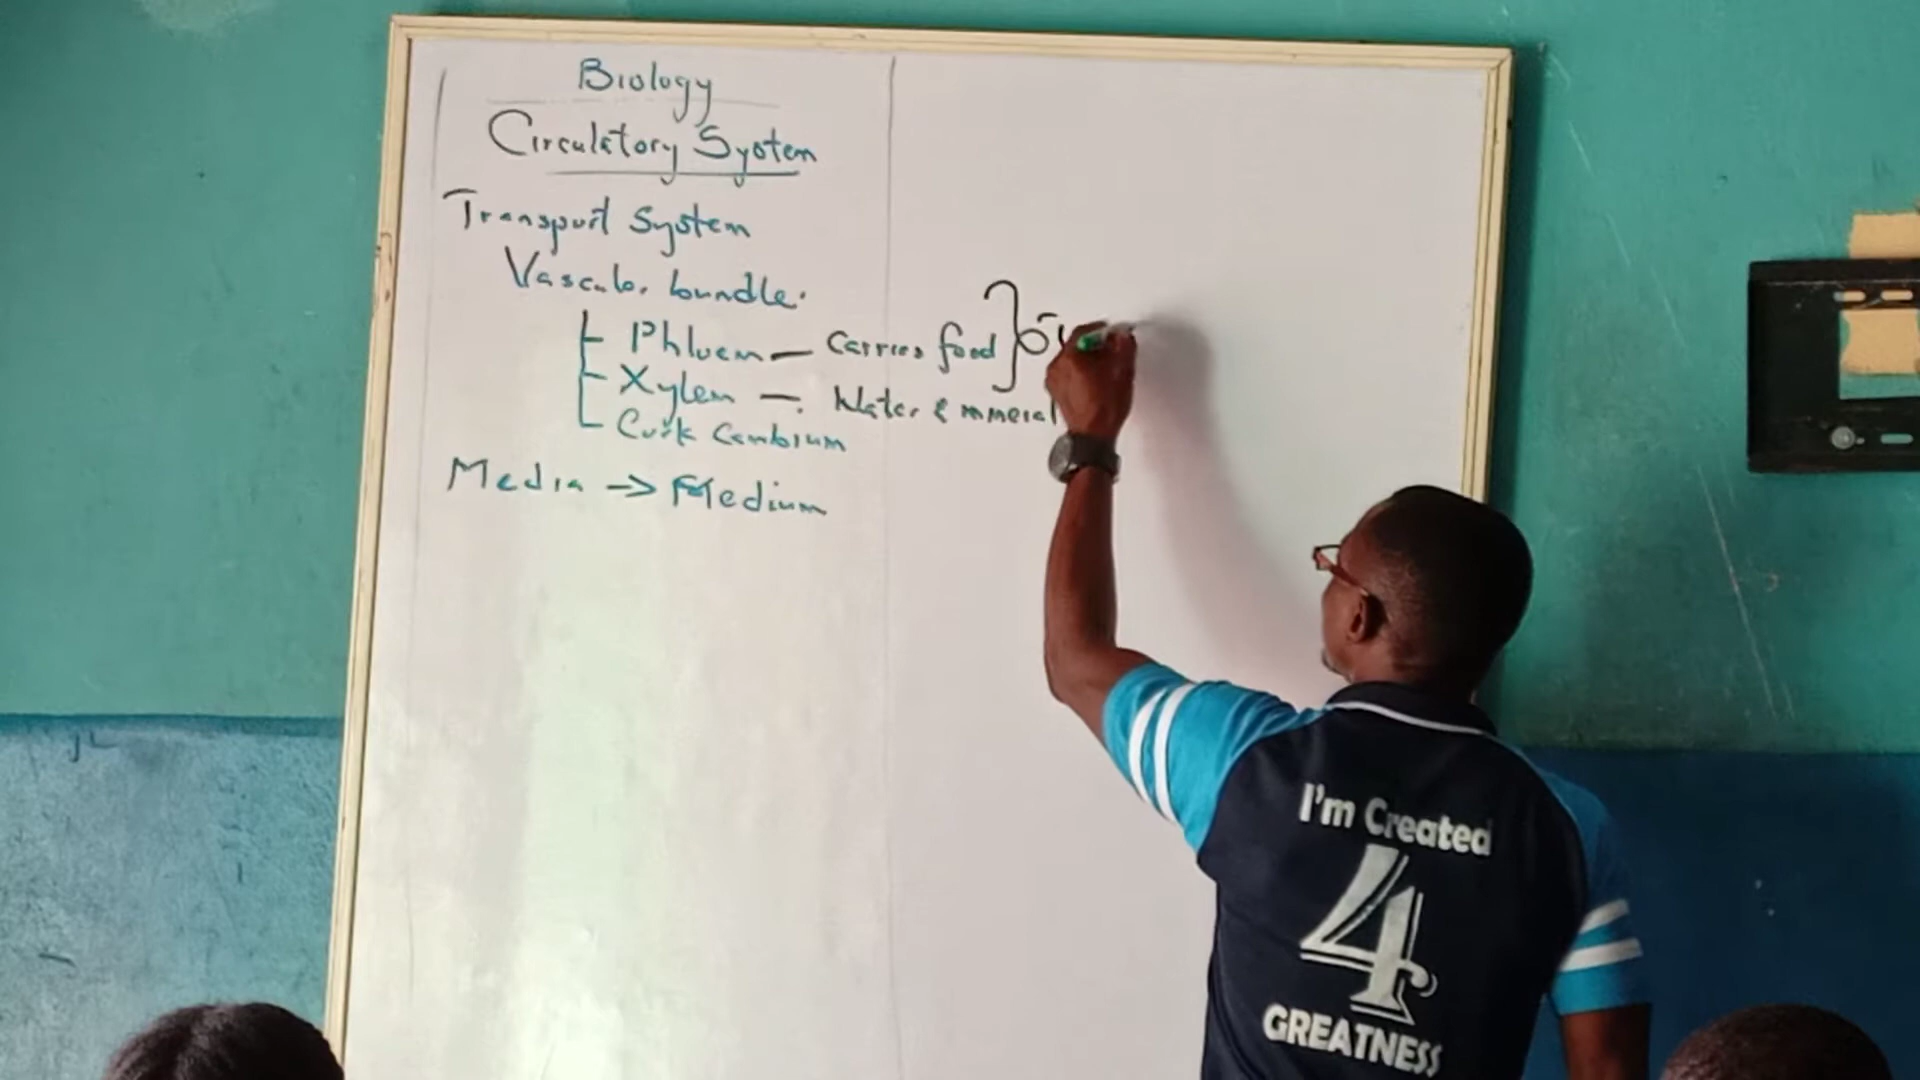 Biology
Circulatory System
Transport System
Vascular bundle.
Phloem — Carries food
Xylem — Water & mineral
Cork Cambium
Media → Medium
I'm Created
4
GREATNESS